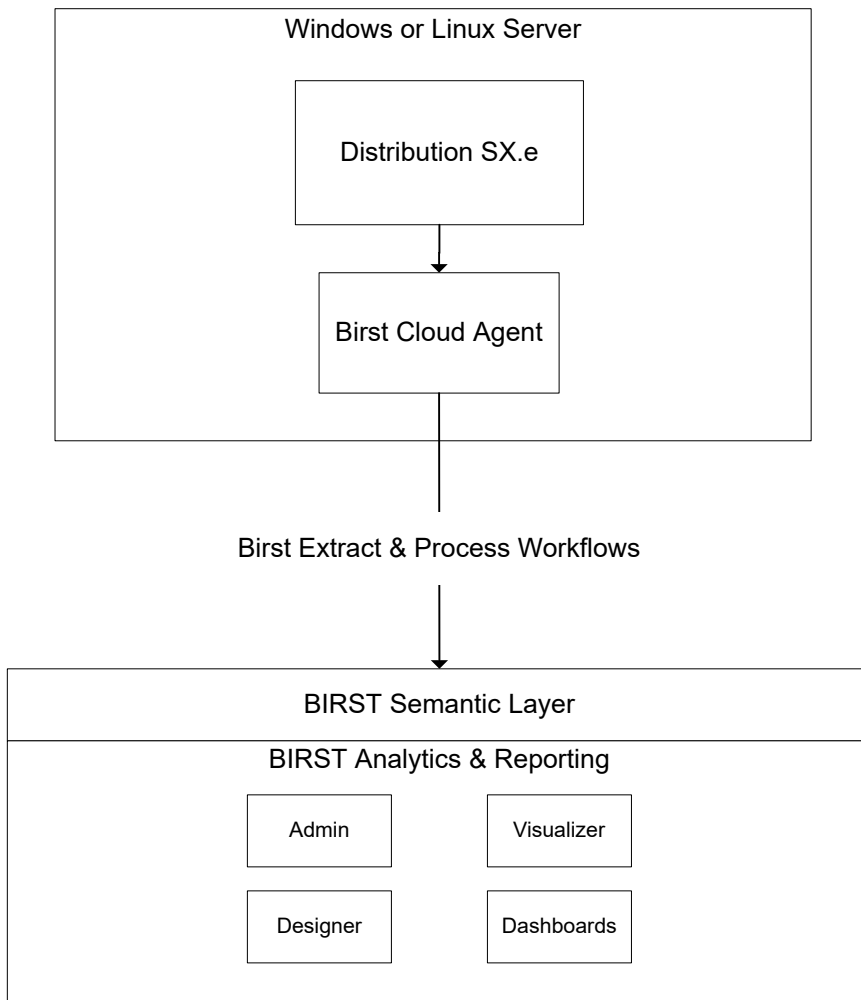 Windows or Linux Server
Distribution SX.e
Birst Cloud Agent
Birst Extract & Process Workflows
BIRST Semantic Layer
BIRST Analytics & Reporting
Admin
Visualizer
Designer
Dashboards